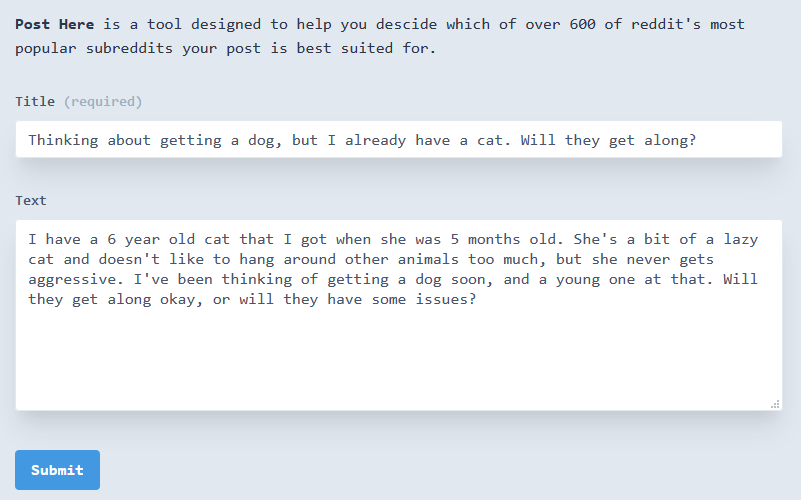 Post Here is a tool designed to help you descide which of over 600 of reddit's most
popular subreddits your post is best suited for.
Title (required)
Thinking about getting a dog, but I already have a cat. Will they get along?
Text
I have a 6 year old cat that I got when she was 5 months old. She's a bit of a lazy
cat and doesn't like to hang around other animals too much, but she never gets
aggressive. I've been thinking of getting a dog soon, and a young one at that. Will
they get along okay, or will they have some issues?
Submit